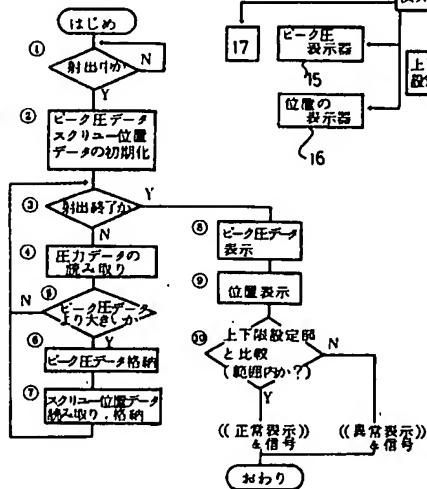 はじめ
①
射出中か
N
Y
②
ピーク圧データ
スクリュー位置
データの初期化
③
射出終了か
Y
N
④
圧力データの
読み取り
⑤
ピーク圧データ
より大きいか
N
Y
⑥
ピーク圧データ格納
⑦
スクリュー位置データ
読み取り,格納
⑧
ピーク圧データ
表示
⑨
位置表示
⑩
上下限設定部
と比較
(範囲内か?)
N
Y
((正常表示))
&信号
((異常表示))
&信号
おわり
17
ピーク圧
表示器
15
位置の
表示器
16